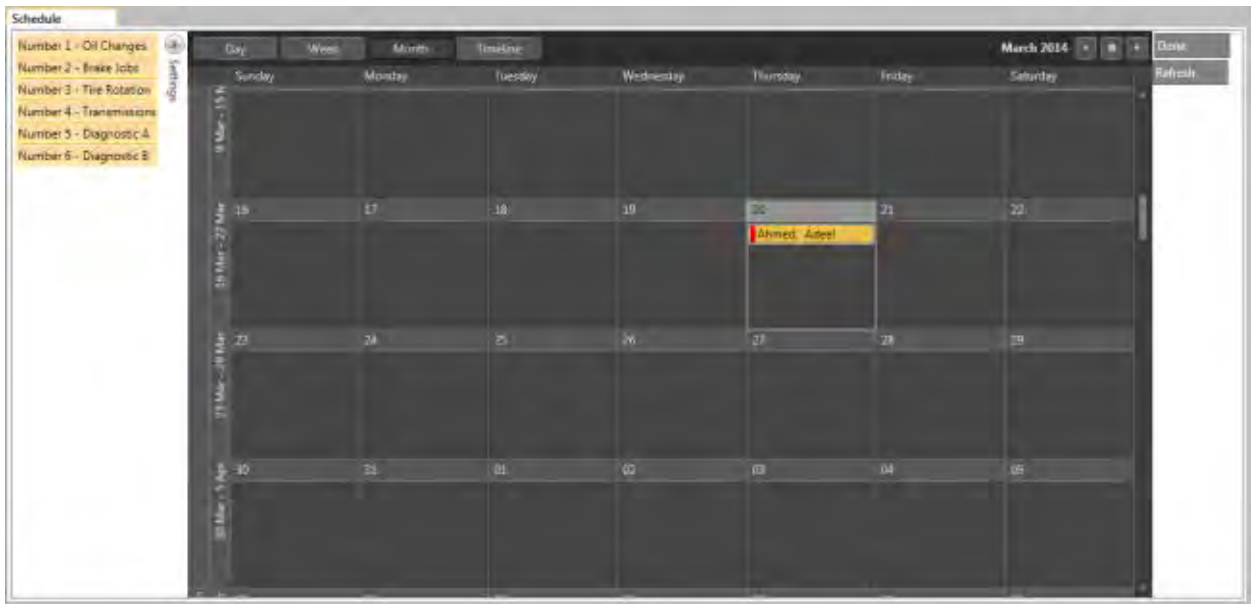 Schedule
Number 1 - Oil Changes
Number 2 - Brake Jobs
Number 3 - Tire Rotation
Number 4 - Transmissions
Number 5 - Diagnostic A
Number 6 - Diagnostic B
Settings
Day Week Month Timeline March 2014
Done
Refresh
Sunday Monday Tuesday Wednesday Thursday Friday Saturday
9 Mar - 15
16 Mar - 22 Mar
16 17 18 19 20 21 22
Ahmed, Adeel
23 Mar - 29 Mar
23 24 25 26 27 28 29
30 Mar - 5 Apr
30 31 01 02 03 04 05